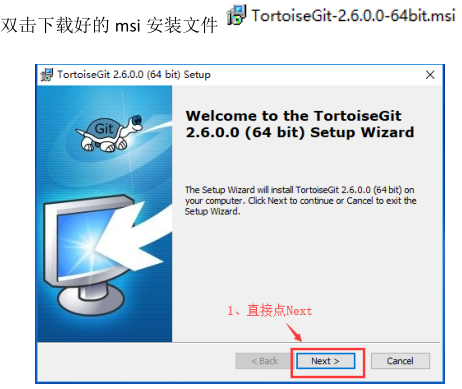 双击下载好的 msi 安装文件 TortoiseGit-2.6.0.0-64bit.msi
TortoiseGit 2.6.0.0 (64 bit) Setup
Git
Welcome to the TortoiseGit
2.6.0.0 (64 bit) Setup Wizard
The Setup Wizard will install TortoiseGit 2.6.0.0 (64 bit) on
your computer. Click Next to continue or Cancel to exit the
Setup Wizard.
1、直接点Next
< Back Next > Cancel